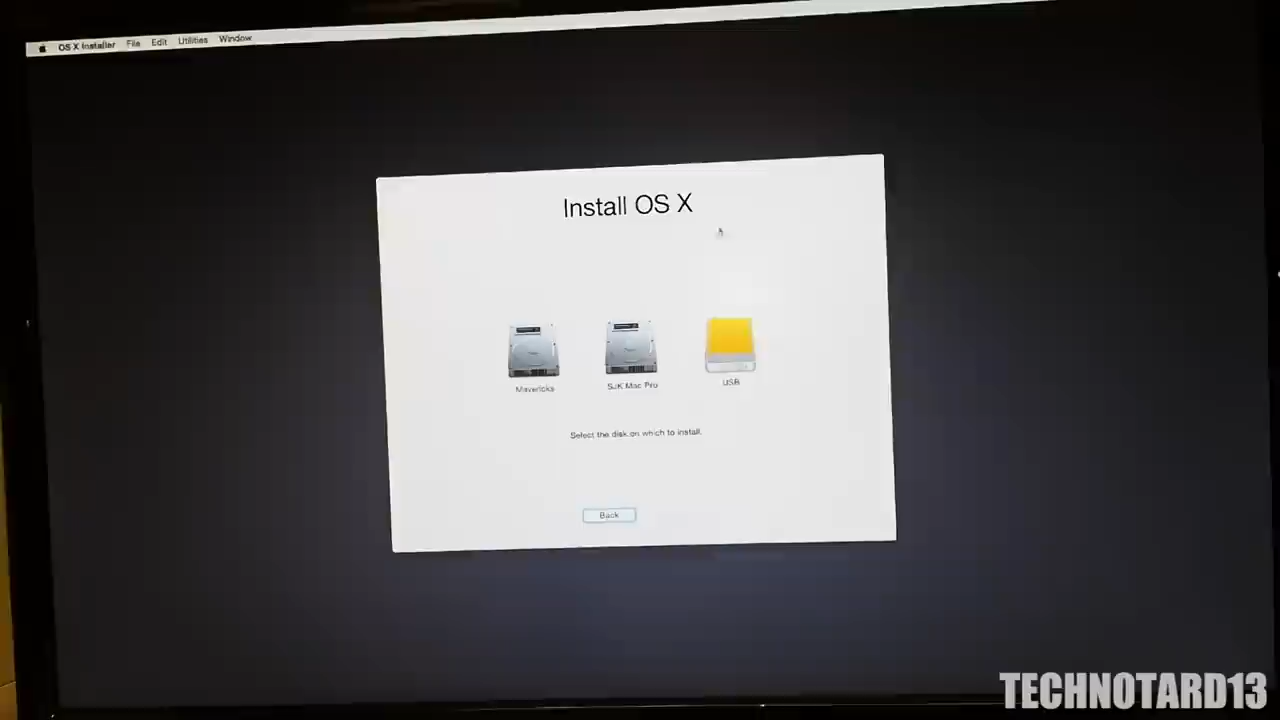 OS X Installer File Edit Utilities Window
Install OS X
Mavericks SJK Mac Pro USB
Select the disk on which to install.
Back
TECHNOTARD13